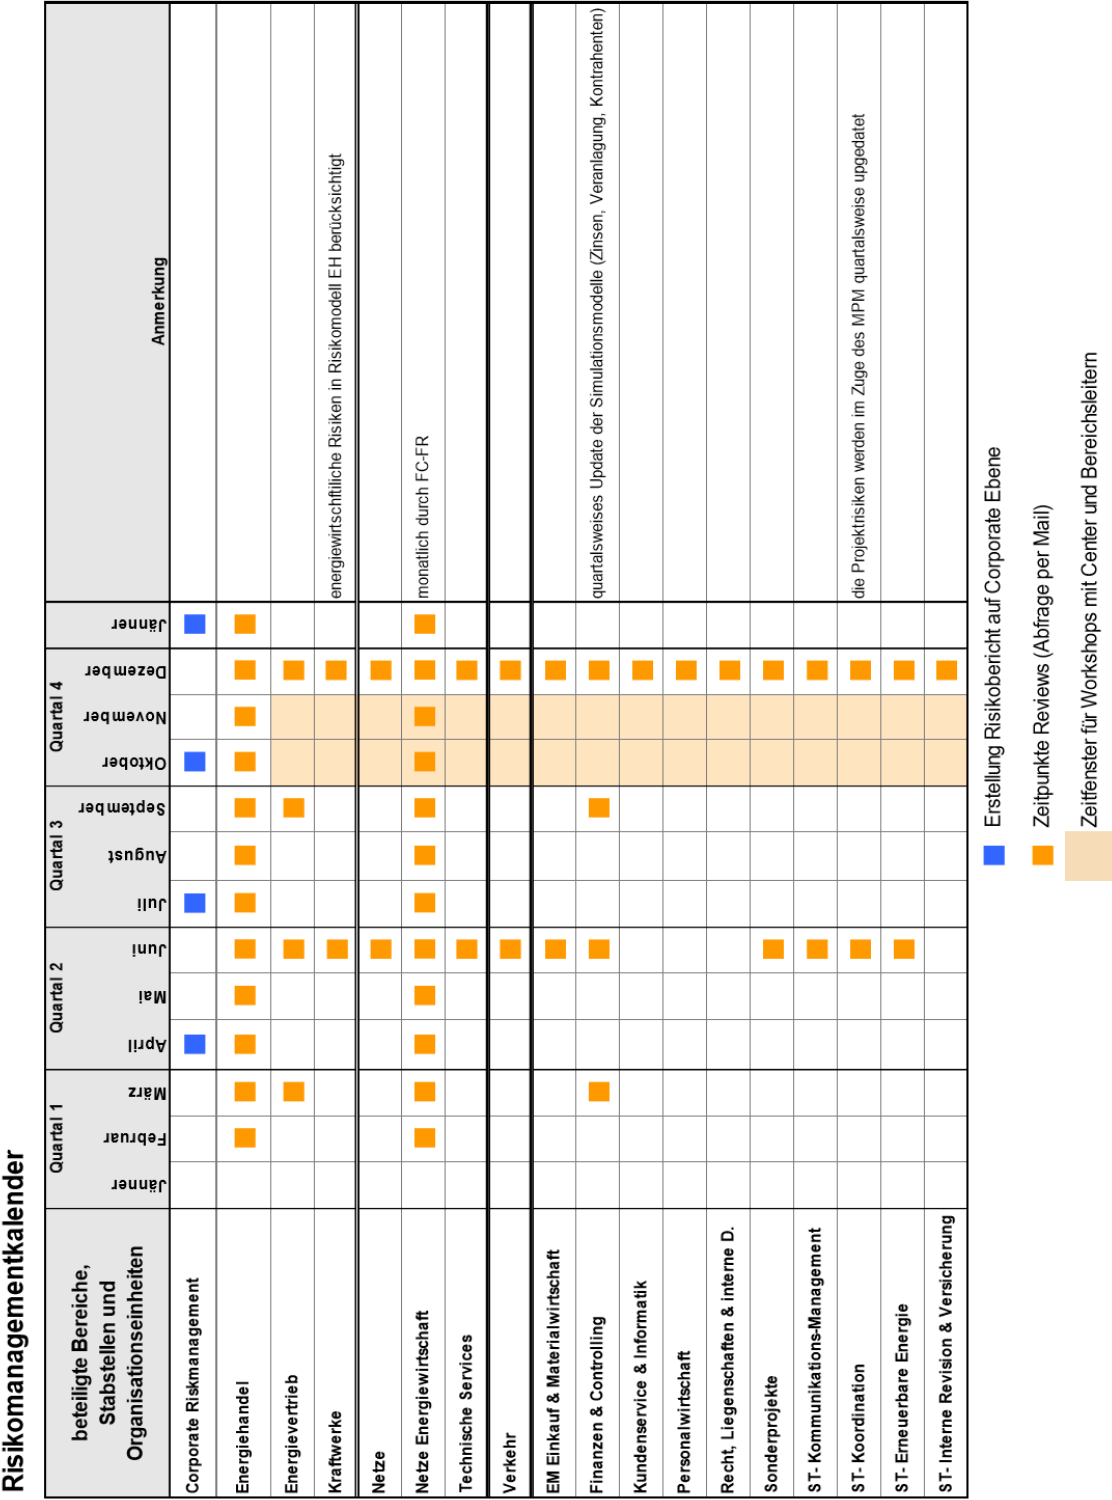 Risikomanagementkalender
beteiligte Bereiche,
Stabstellen und
Organisationseinheiten
Quartal 1
Quartal 2
Quartal 3
Quartal 4
Jänner
Februar
März
April
Mai
Juni
Juli
August
September
Oktober
November
Dezember
Jänner
Anmerkung
Corporate Riskmanagement
Energiehandel
Energievertrieb
Kraftwerke
energiewirtschftiliche Risiken in Risikomodell EH berücksichtigt
Netze
Netze Energiewirtschaft
monatlich durch FC-FR
Technische Services
Verkehr
EM Einkauf & Materialwirtschaft
Finanzen & Controlling
quartalsweises Update der Simulationsmodelle (Zinsen, Veranlagung, Kontrahenten)
Kundenservice & Informatik
Personalwirtschaft
Recht, Liegenschaften & interne D.
Sonderprojekte
ST- Kommunikations-Management
ST- Koordination
die Projektrisiken werden im Zuge des MPM quartalsweise upgedatet
ST- Erneuerbare Energie
ST- Interne Revision & Versicherung
Erstellung Risikobericht auf Corporate Ebene
Zeitpunkte Reviews (Abfrage per Mail)
Zeitfenster für Workshops mit Center und Bereichsleitern